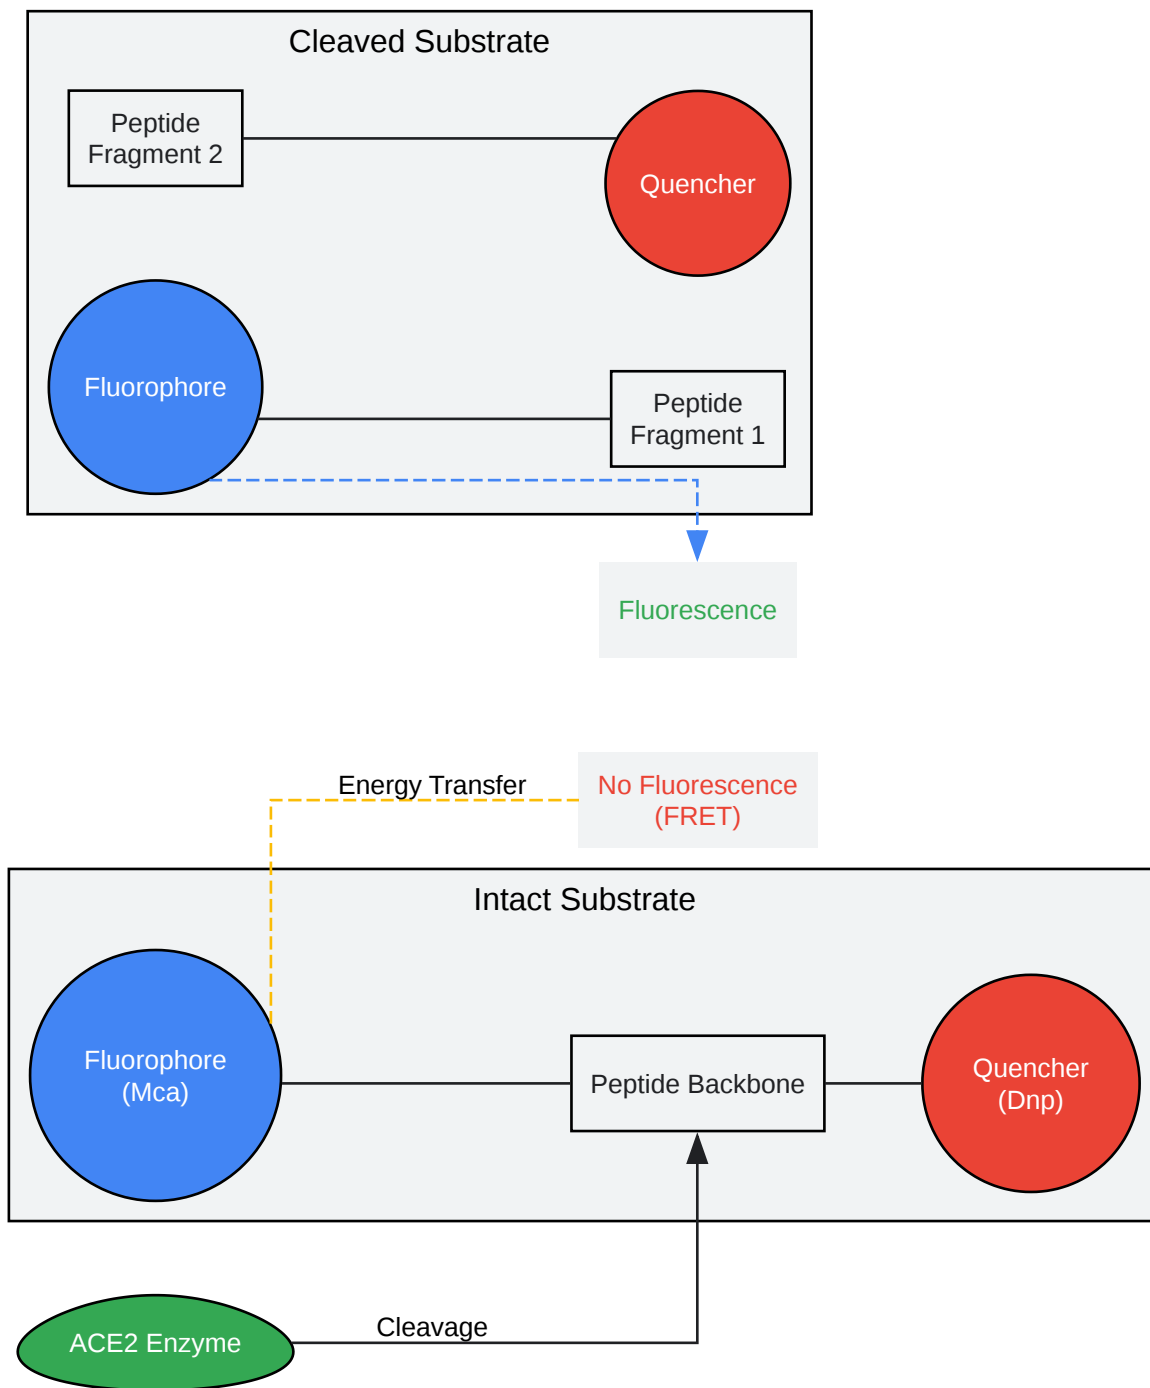 Cleaved Substrate
Peptide
Fragment 2
Quencher
Fluorophore
Peptide
Fragment 1
Fluorescence
Energy Transfer
No Fluorescence
(FRET)
Intact Substrate
Fluorophore
(Mca)
Peptide Backbone
Quencher
(Dnp)
Cleavage
ACE2 Enzyme